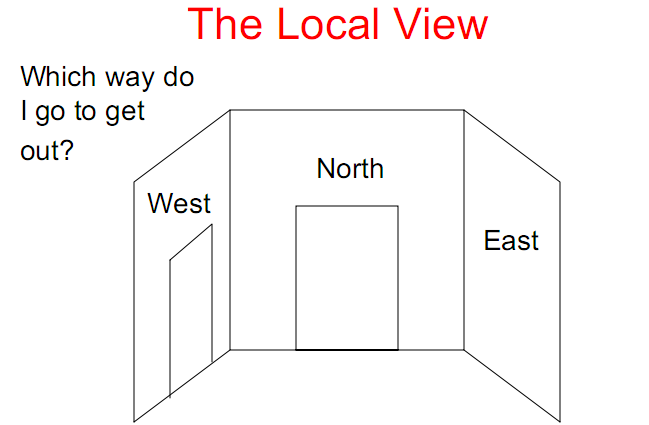 The Local View
Which way do
I go to get
out?
North
West
East